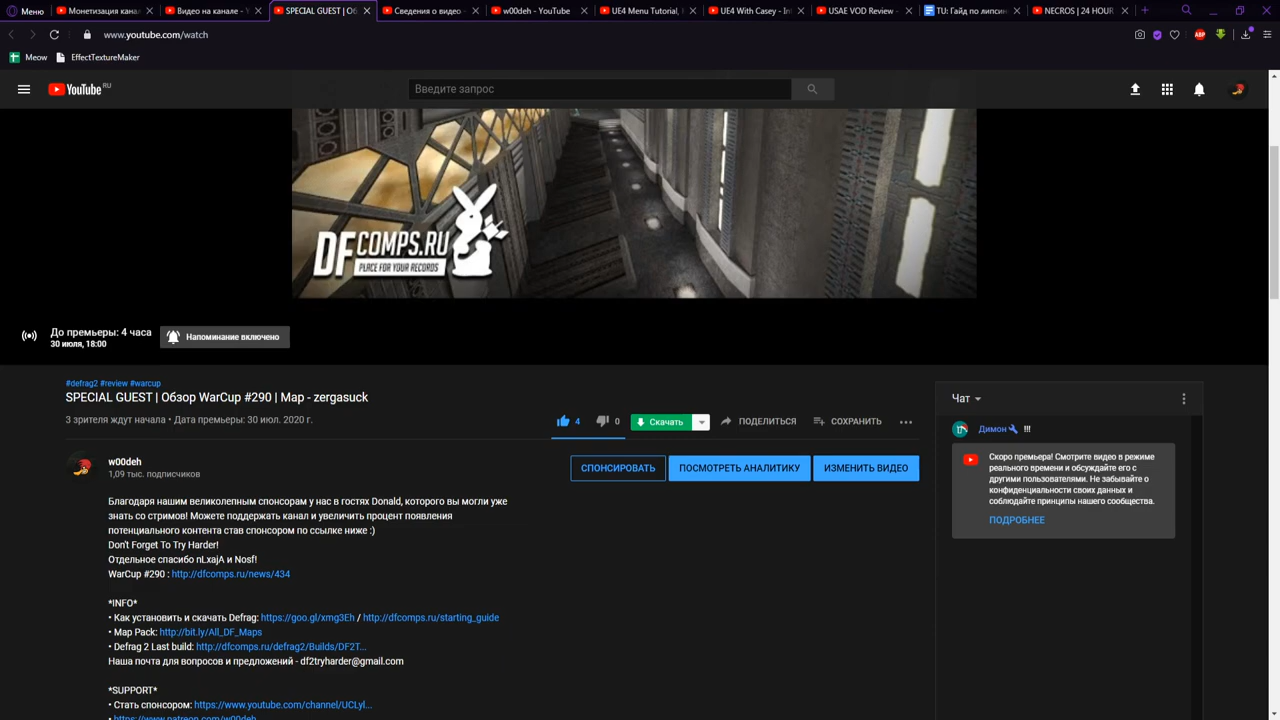 Меню
Монетизация кана
Видео на канале - Y
SPECIAL GUEST | Об
Сведения о видео -
w00deh - YouTube
UE4 Menu Tutorial,
UE4 With Casey - In
USAE VOD Review -
TU: Гайд по липсин
NECROS | 24 HOUR
www.youtube.com/watch
ABP
Meow
EffectTextureMaker
YouTube RU
Введите запрос
DFCOMPS.RU
PLACE FOR YOUR RECORDS
До премьеры: 4 часа
30 июля, 18:00
Напоминание включено
#defrag2 #review #warcup
SPECIAL GUEST | Обзор WarCup #290 | Map - zergasuck
3 зрителя ждут начала • Дата премьеры: 30 июл. 2020 г.
4
0
Скачать
ПОДЕЛИТЬСЯ
СОХРАНИТЬ
w00deh
1,09 тыс. подписчиков
СПОНСИРОВАТЬ
ПОСМОТРЕТЬ АНАЛИТИКУ
ИЗМЕНИТЬ ВИДЕО
Благодаря нашим великолепным спонсорам у нас в гостях Donald, которого вы могли уже
знать со стримов! Можете поддержать канал и увеличить процент появления
потенциального контента став спонсором по ссылке ниже :)
Don't Forget To Try Harder!
Отдельное спасибо nLxajA и Nosf!
WarCup #290 : http://dfcomps.ru/news/434
*INFO*
• Как установить и скачать Defrag: https://goo.gl/xmg3Eh / http://dfcomps.ru/starting_guide
• Map Pack: http://bit.ly/All_DF_Maps
• Defrag 2 Last build: http://dfcomps.ru/defrag2/Builds/DF2T...
Наша почта для вопросов и предложений - df2tryharder@gmail.com
*SUPPORT*
• Стать спонсором: https://www.youtube.com/channel/UCLyl...
• https://www.patreon.com/w00deh
Чат
Димон !!!
Скоро премьера! Смотрите видео в режиме
реального времени и обсуждайте его с
другими пользователями. Не забывайте о
конфиденциальности своих данных и
соблюдайте принципы нашего сообщества.
ПОДРОБНЕЕ